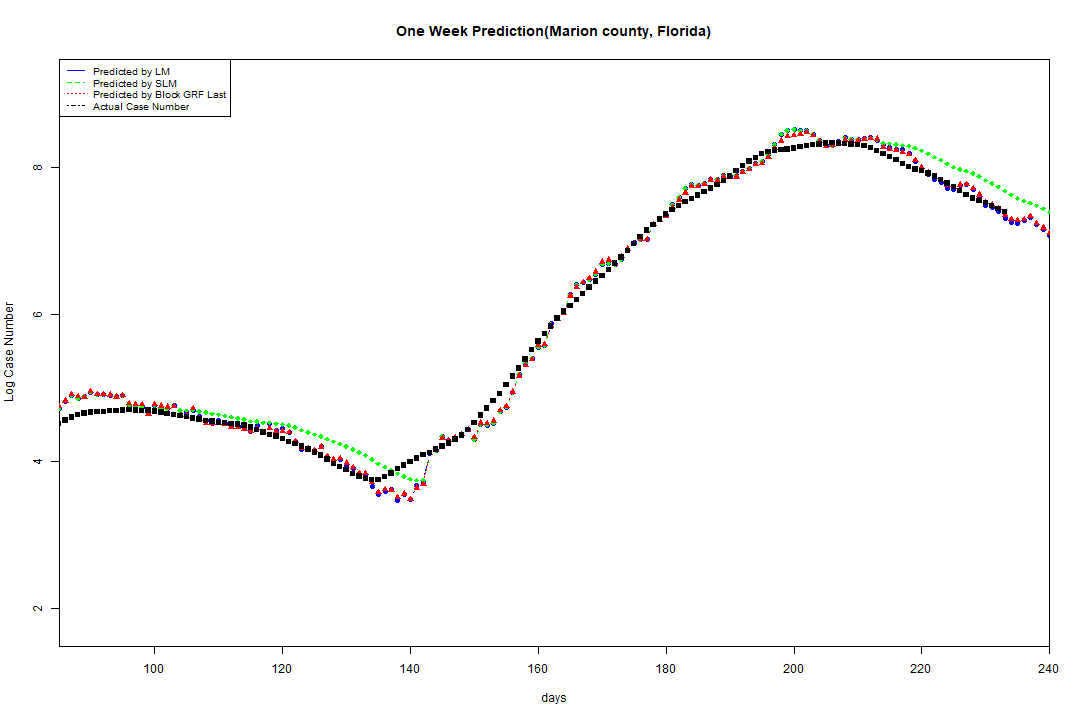 One Week Prediction(Marion county, Florida)
Predicted by LM
Predicted by SLM
Predicted by Block GRF Last
Actual Case Number
8
6
4
2
Log Case Number
100 120 140 160 180 200 220 240
days